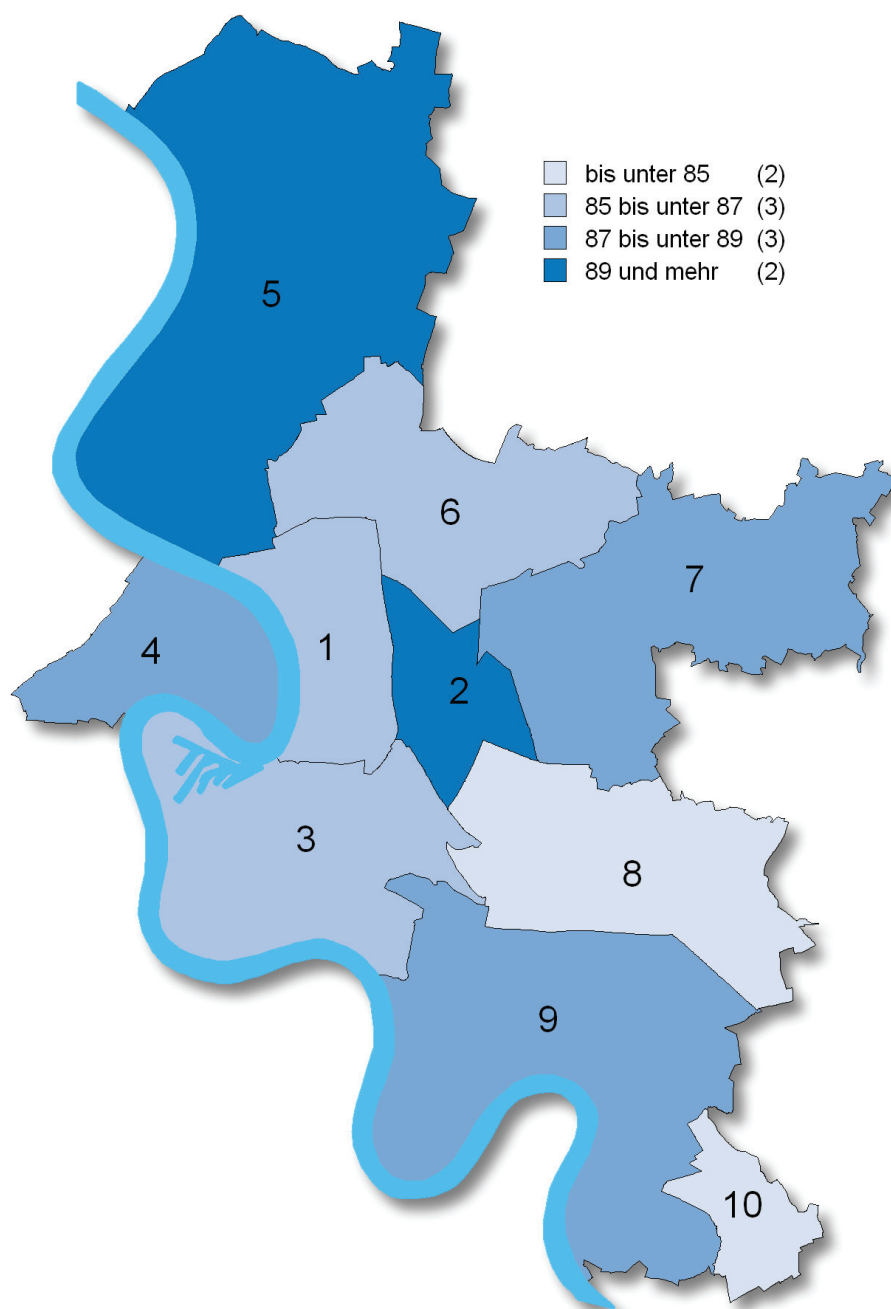 bis unter 85 (2)
85 bis unter 87 (3)
87 bis unter 89 (3)
89 und mehr (2)
5
6
7
4
1
2
3
8
9
10